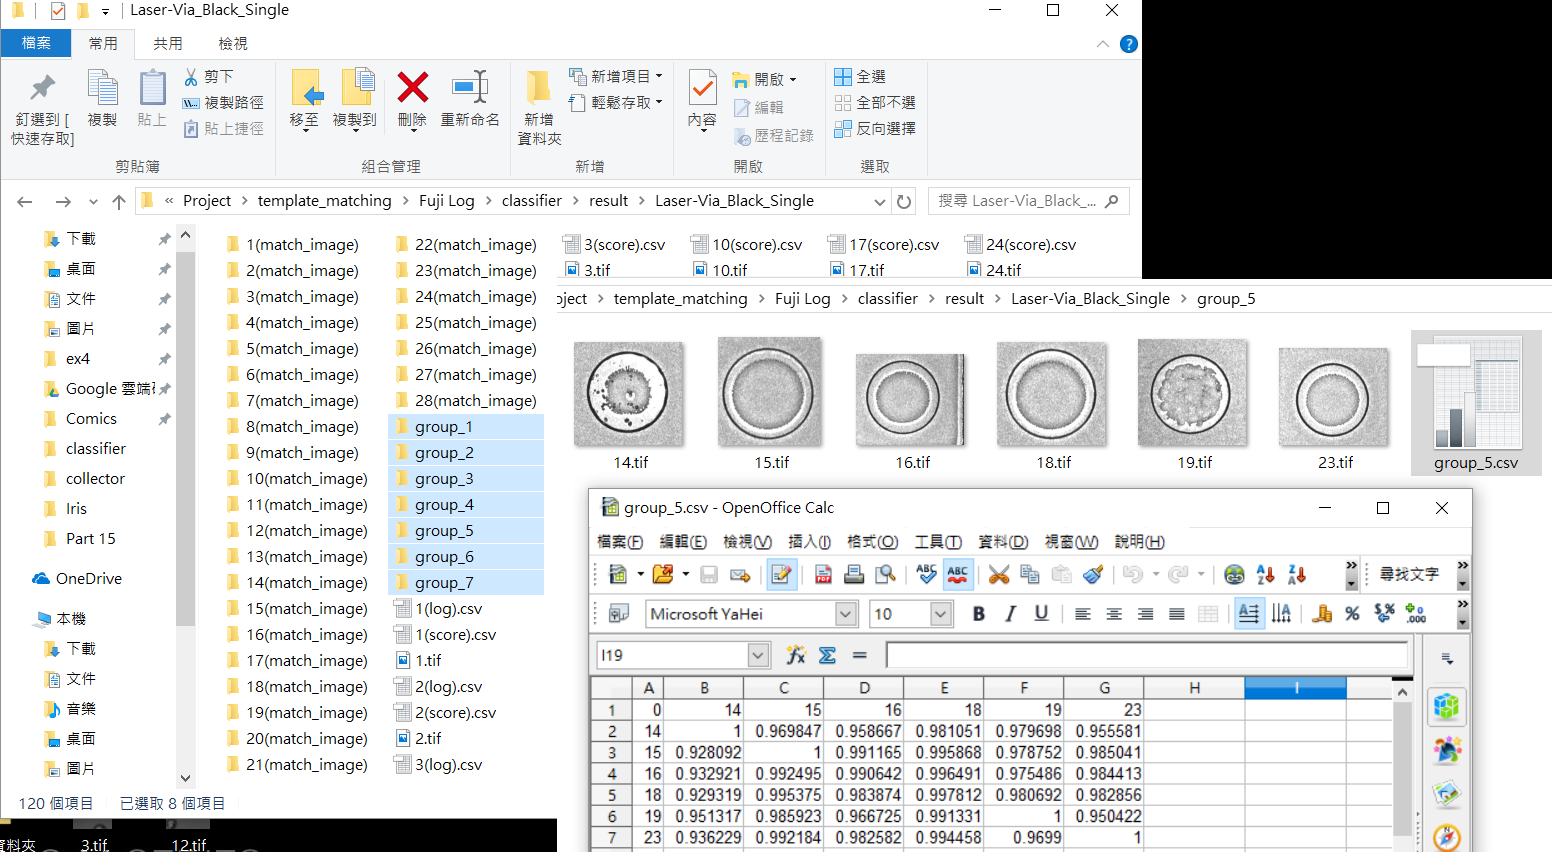 Laser-Via_Black_Single
檔案 常用 共用 檢視
釘選到 [
快速存取]
複製
貼上
剪下
複製路徑
貼上捷徑
剪貼簿
移至
複製到
刪除
重新命名
組合管理
新增
資料夾
新增項目
輕鬆存取
新增
內容
開啟
編輯
歷程記錄
開啟
全選
全部不選
反向選擇
選取
« Project > template_matching > Fuji Log > classifier > result > Laser-Via_Black_Single
搜尋 Laser-Via_Black_...
下載
桌面
文件
圖片
ex4
Google 雲端
Comics
classifier
collector
Iris
Part 15
OneDrive
本機
下載
文件
音樂
桌面
圖片
1(match_image)
2(match_image)
3(match_image)
4(match_image)
5(match_image)
6(match_image)
7(match_image)
8(match_image)
9(match_image)
10(match_image)
11(match_image)
12(match_image)
13(match_image)
14(match_image)
15(match_image)
16(match_image)
17(match_image)
18(match_image)
19(match_image)
20(match_image)
21(match_image)
22(match_image)
23(match_image)
24(match_image)
25(match_image)
26(match_image)
27(match_image)
28(match_image)
group_1
group_2
group_3
group_4
group_5
group_6
group_7
1(log).csv
1(score).csv
1.tif
2(log).csv
2(score).csv
2.tif
3(log).csv
3(score).csv
3.tif
10(score).csv
10.tif
17(score).csv
17.tif
24(score).csv
24.tif
120 個項目 已選取 8 個項目
資料夾 3.tif 12.tif
oject > template_matching > Fuji Log > classifier > result > Laser-Via_Black_Single > group_5
14.tif 15.tif 16.tif 18.tif 19.tif 23.tif group_5.csv
group_5.csv - OpenOffice Calc
檔案(F) 編輯(E) 檢視(V) 插入(I) 格式(O) 工具(T) 資料(D) 視窗(W) 說明(H)
尋找文字
Microsoft YaHei 10 B I U
I19
A B C D E F G H I
1 0 14 15 16 18 19 23
2 14 1 0.969847 0.958667 0.981051 0.979698 0.955581
3 15 0.928092 1 0.991165 0.995868 0.978752 0.985041
4 16 0.932921 0.992495 0.990642 0.996491 0.975486 0.984413
5 18 0.929319 0.995375 0.983874 0.997812 0.980692 0.982856
6 19 0.951317 0.985923 0.966725 0.991331 1 0.950422
7 23 0.936229 0.992184 0.982582 0.994458 0.9699 1